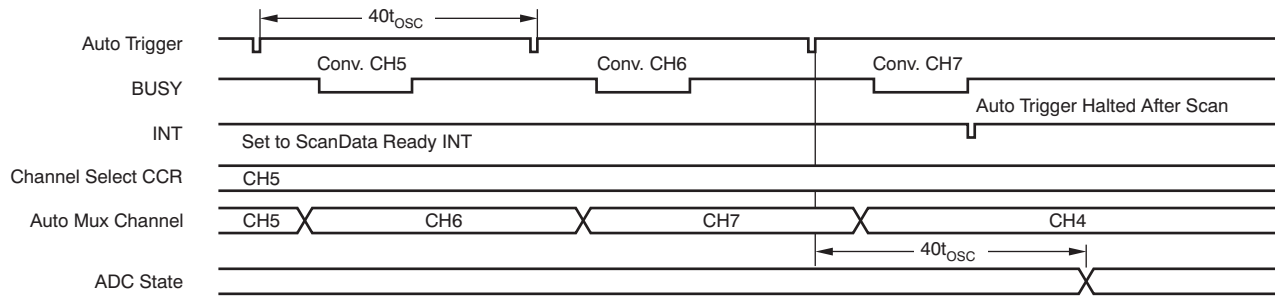 40tOSC
Auto Trigger
Conv. CH5 Conv. CH6 Conv. CH7
BUSY
Auto Trigger Halted After Scan
INT
Set to ScanData Ready INT
Channel Select CCR CH5
Auto Mux Channel CH5 CH6 CH7 CH4
40tOSC
ADC State